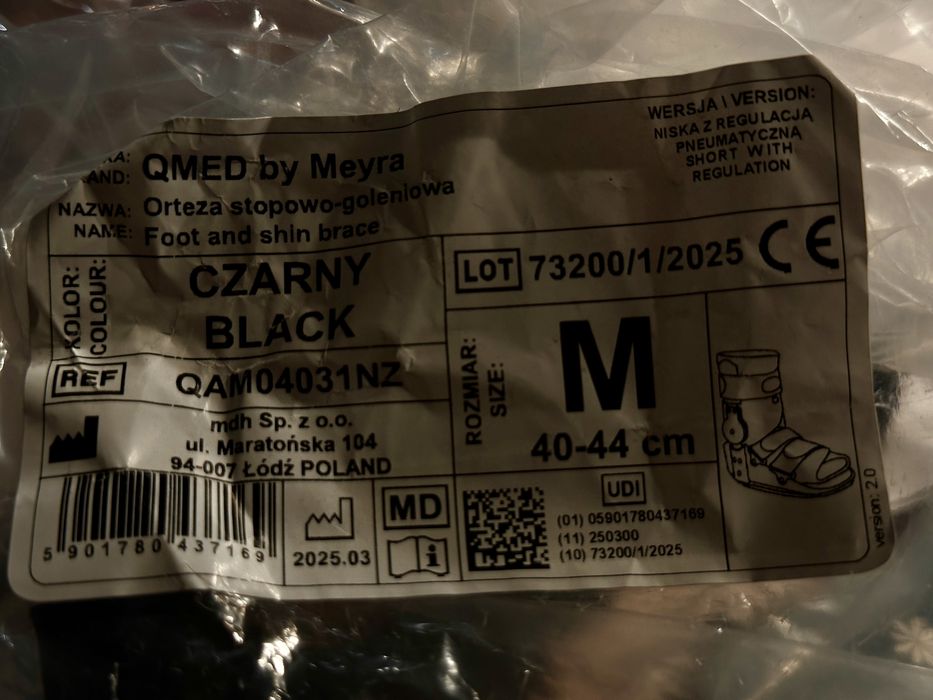 QMED by Meyra
NAZWA: Orteza stopowo-goleniowa
NAME: Foot and shin brace
WERSJA \ VERSION:
NISKA Z REGULACJA
PNEUMATYCZNĄ
SHORT WITH
REGULATION
KOLOR:
COLOUR:
CZARNY
BLACK
LOT 73200/1/2025 CE
REF QAM04031NZ
ROZMIAR:
SIZE:
M
40-44 cm
mdh Sp. z o.o.
ul. Maratońska 104
94-007 Łódź POLAND
5 901780 437169
2025.03
MD
i
UDI
(01) 05901780437169
(11) 250300
(10) 73200/1/2025
version: 2.0